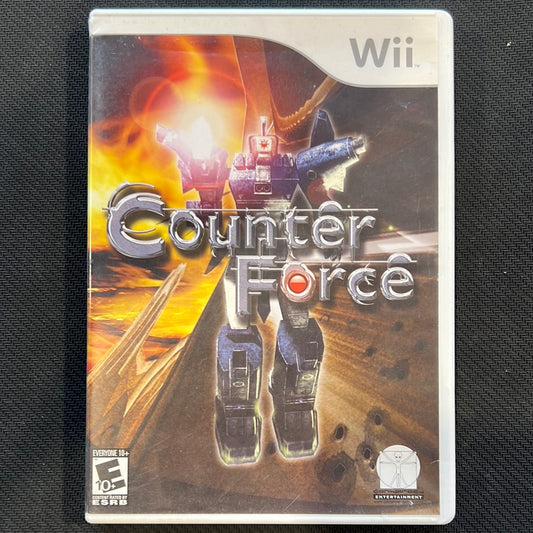 Wii
Counter
Force
EVERYONE 10+
E
10+
CONTENT RATED BY
ESRB
ENTERTAINMENT